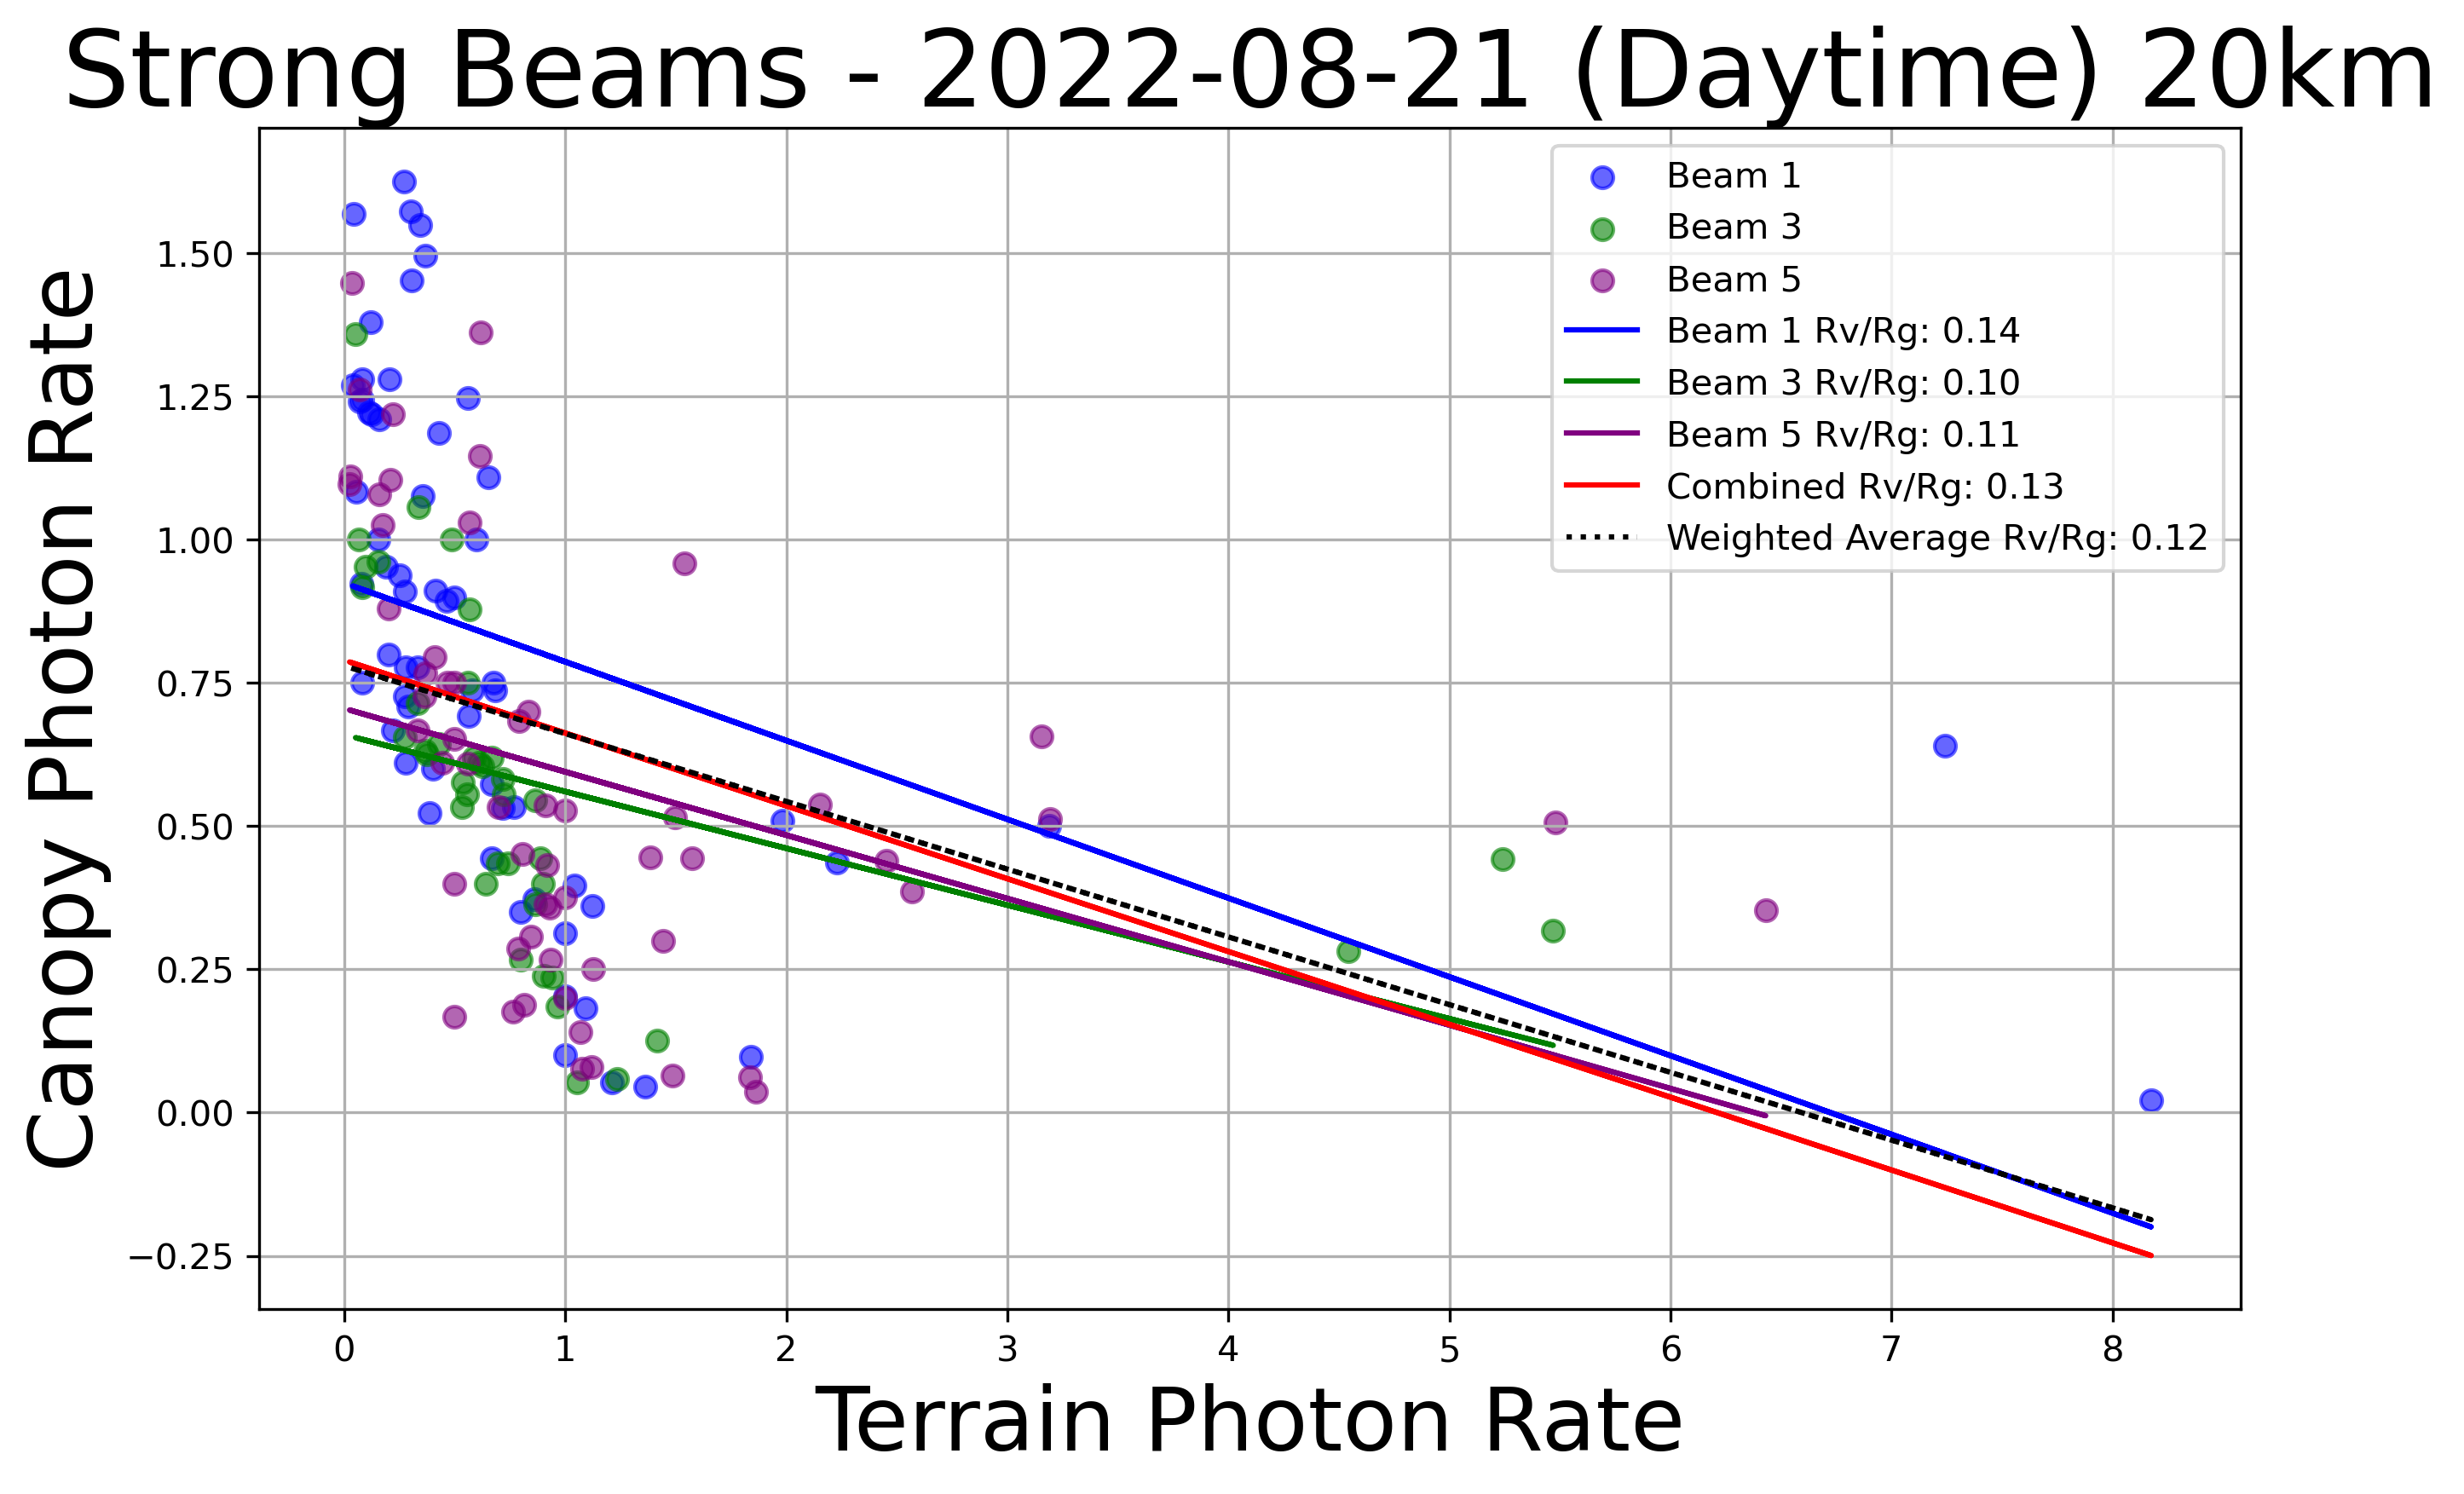 Strong Beams - 2022-08-21 (Daytime) 20km
Canopy Photon Rate
1.50
1.25
1.00
0.75
0.50
0.25
0.00
−0.25
Beam 1
Beam 3
Beam 5
Beam 1 Rv/Rg: 0.14
Beam 3 Rv/Rg: 0.10
Beam 5 Rv/Rg: 0.11
Combined Rv/Rg: 0.13
Weighted Average Rv/Rg: 0.12
0 1 2 3 4 5 6 7 8
Terrain Photon Rate